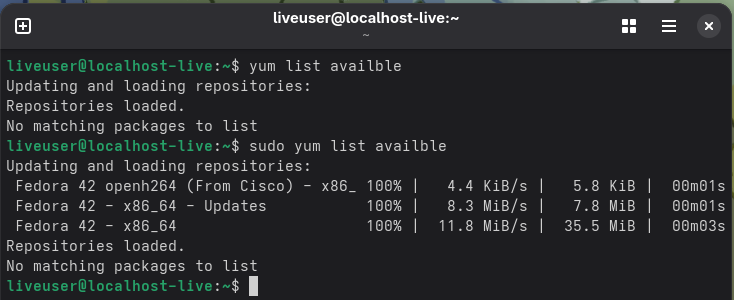 liveuser@localhost-live:~
~
liveuser@localhost-live:~$ yum list availble
Updating and loading repositories:
Repositories loaded.
No matching packages to list
liveuser@localhost-live:~$ sudo yum list availble
Updating and loading repositories:
 Fedora 42 openh264 (From Cisco) - x86_ 100% |   4.4 KiB/s |   5.8 KiB |  00m01s
 Fedora 42 - x86_64 - Updates           100% |   8.3 MiB/s |   7.8 MiB |  00m01s
 Fedora 42 - x86_64                     100% |  11.8 MiB/s |  35.5 MiB |  00m03s
Repositories loaded.
No matching packages to list
liveuser@localhost-live:~$